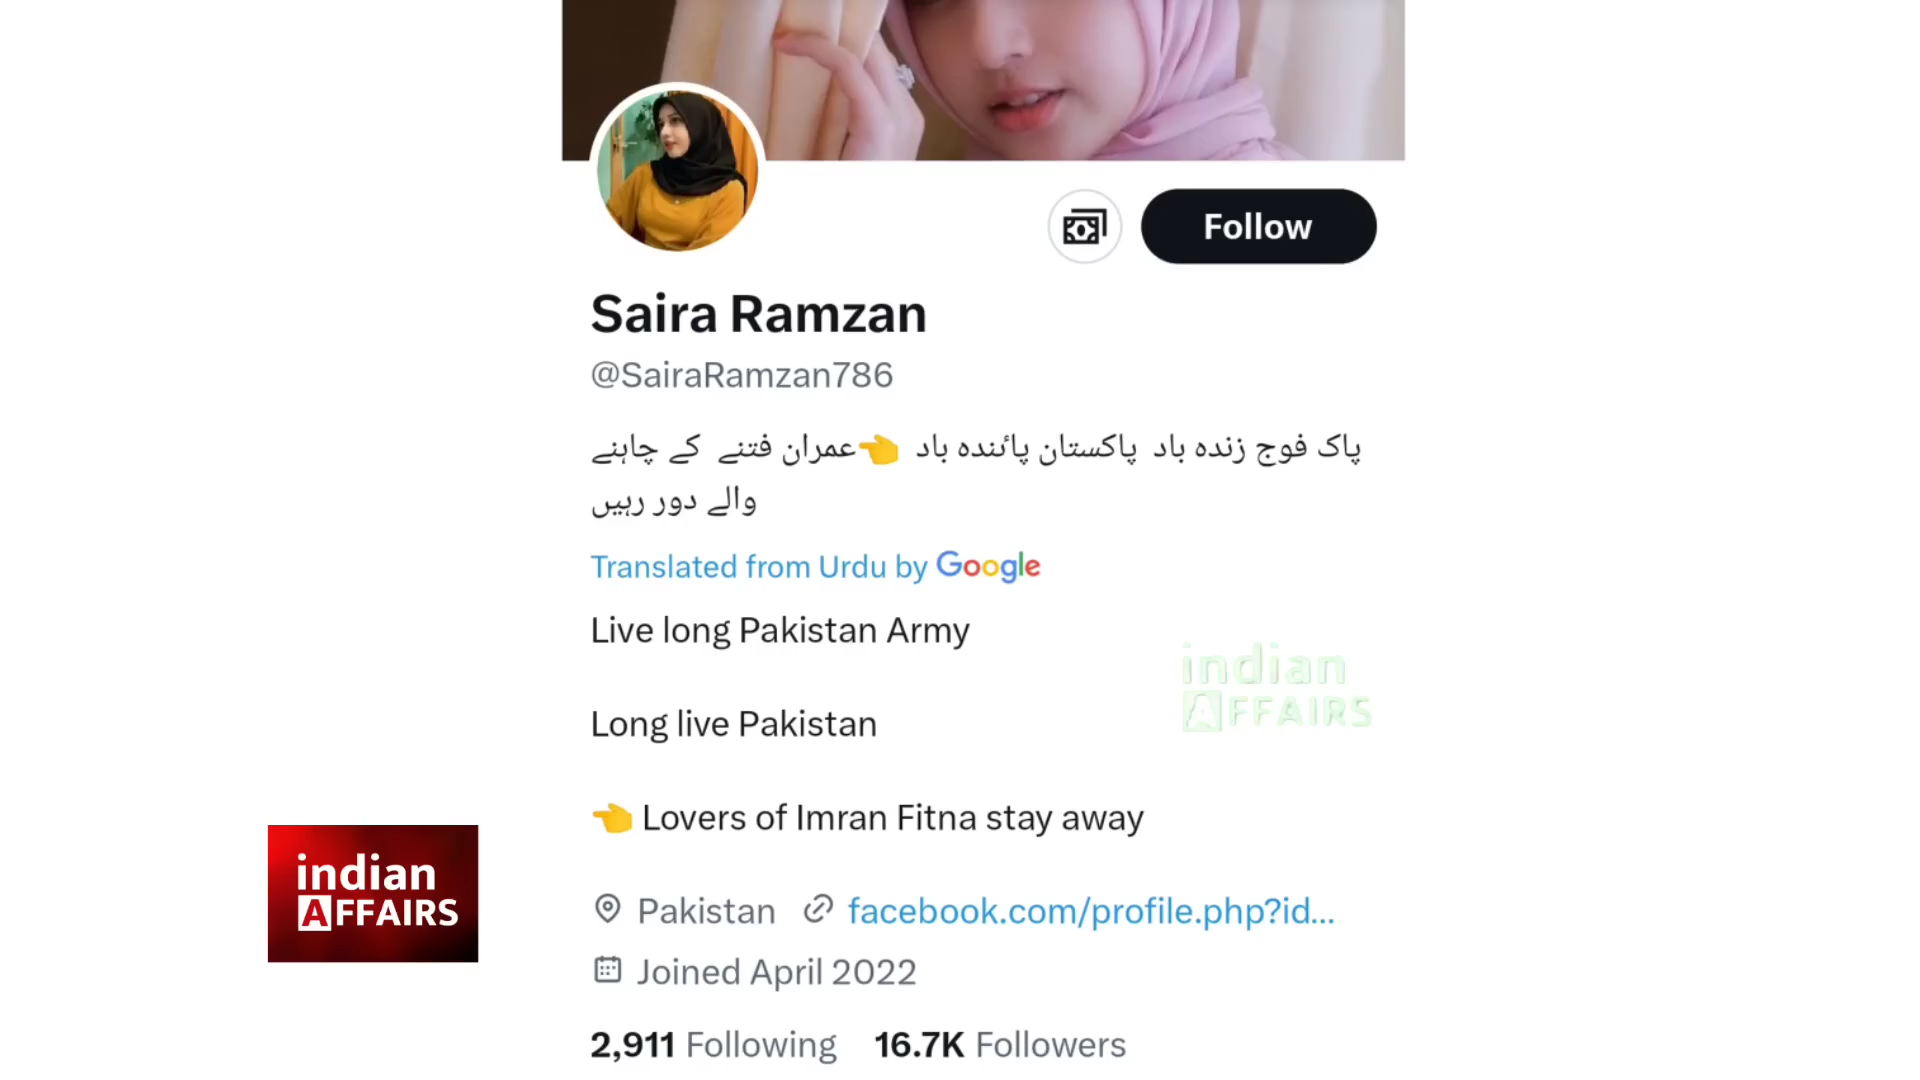 Follow
Saira Ramzan
@SairaRamzan786
پاک فوج زندہ باد پاکستان پائندہ باد 👈عمران فتنے کے چاہنے
والے دور رہیں
Translated from Urdu by Google
Live long Pakistan Army
Long live Pakistan
👈 Lovers of Imran Fitna stay away
Pakistan facebook.com/profile.php?id...
Joined April 2022
2,911 Following 16.7K Followers
indian
AFFAIRS
indian
AFFAIRS